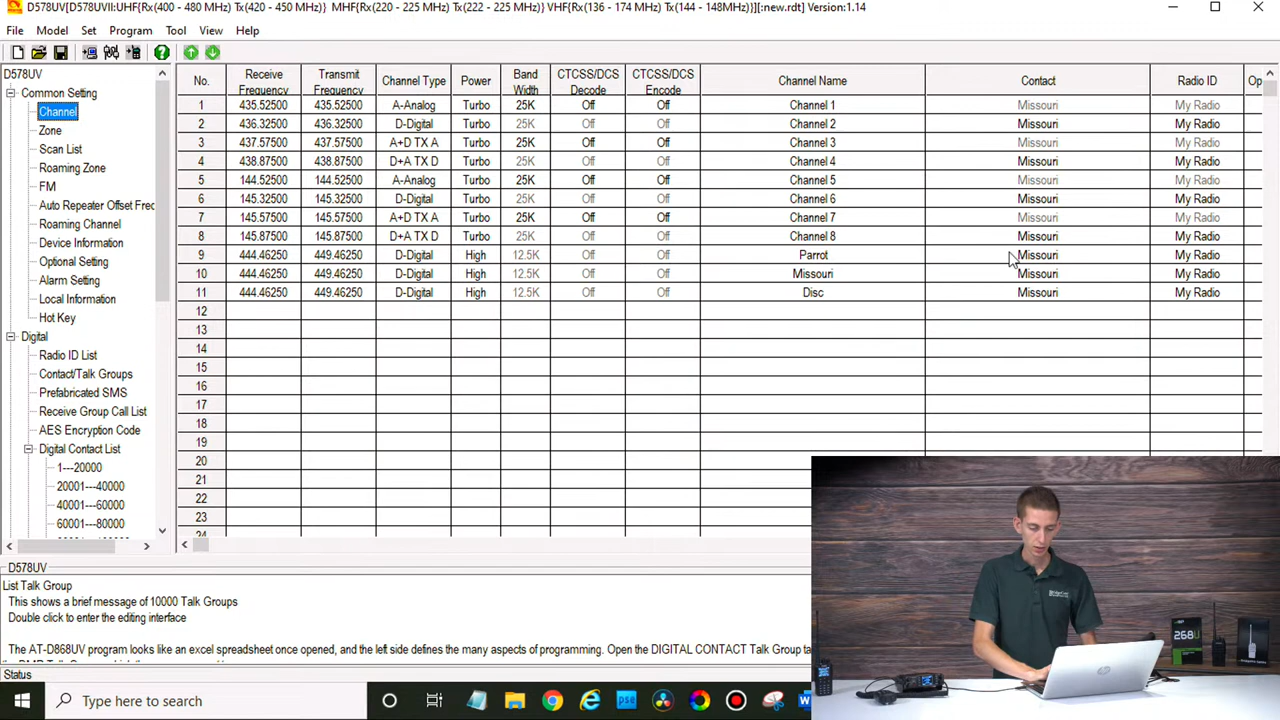 D578UV[D578UVII:UHF{Rx(400 - 480 MHz) Tx(420 - 450 MHz)} MHF{Rx(220 - 225 MHz) Tx(222 - 225 MHz) VHF{Rx(136 - 174 MHz) Tx(144 - 148MHz)}][:new.rdt] Version:1.14
File Model Set Program Tool View Help
D578UV
Common Setting
Channel
Zone
Scan List
Roaming Zone
FM
Auto Repeater Offset Freq
Roaming Channel
Device Information
Optional Setting
Alarm Setting
Local Information
Hot Key
Digital
Radio ID List
Contact/Talk Groups
Prefabricated SMS
Receive Group Call List
AES Encryption Code
Digital Contact List
1---20000
20001---40000
40001---60000
60001---80000
No. Receive Frequency Transmit Frequency Channel Type Power Band Width CTCSS/DCS Decode CTCSS/DCS Encode Channel Name Contact Radio ID Op
1 435.52500 435.52500 A-Analog Turbo 25K Off Off Channel 1 Missouri My Radio
2 436.32500 436.32500 D-Digital Turbo 25K Off Off Channel 2 Missouri My Radio
3 437.57500 437.57500 A+D TX A Turbo 25K Off Off Channel 3 Missouri My Radio
4 438.87500 438.87500 D+A TX D Turbo 25K Off Off Channel 4 Missouri My Radio
5 144.52500 144.52500 A-Analog Turbo 25K Off Off Channel 5 Missouri My Radio
6 145.32500 145.32500 D-Digital Turbo 25K Off Off Channel 6 Missouri My Radio
7 145.57500 145.57500 A+D TX A Turbo 25K Off Off Channel 7 Missouri My Radio
8 145.87500 145.87500 D+A TX D Turbo 25K Off Off Channel 8 Missouri My Radio
9 444.46250 449.46250 D-Digital High 12.5K Off Off Parrot Missouri My Radio
10 444.46250 449.46250 D-Digital High 12.5K Off Off Missouri Missouri My Radio
11 444.46250 449.46250 D-Digital High 12.5K Off Off Disc Missouri My Radio
12
13
14
15
16
17
18
19
20
21
22
23
24
D578UV
List Talk Group
This shows a brief message of 10000 Talk Groups
Double click to enter the editing interface
The AT-D868UV program looks like an excel spreadsheet once opened, and the left side defines the many aspects of programming. Open the DIGITAL CONTACT Talk Group ta
Status
Type here to search
268U